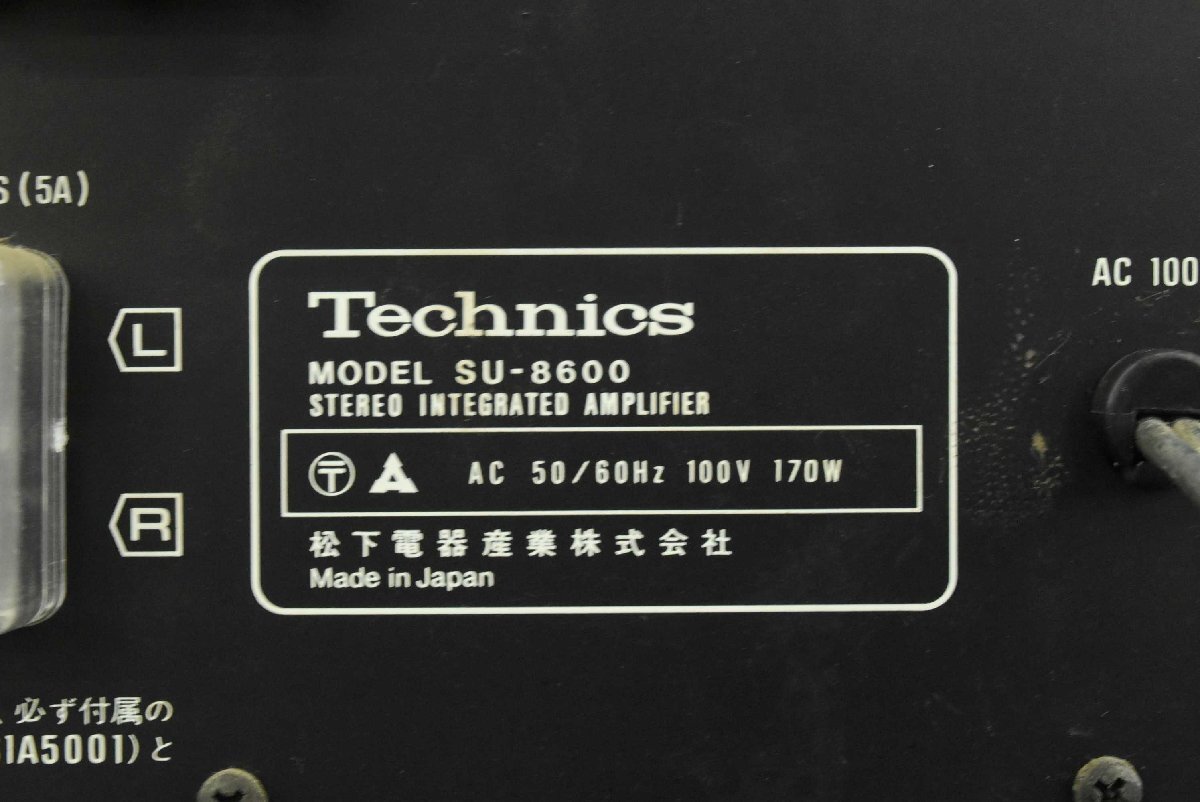 (5A)
L
R
AC 100
Technics
MODEL SU-8600
STEREO INTEGRATED AMPLIFIER
〒 A AC 50/60Hz 100V 170W
松下電器産業株式会社
Made in Japan
必ず付属の
1A5001)と